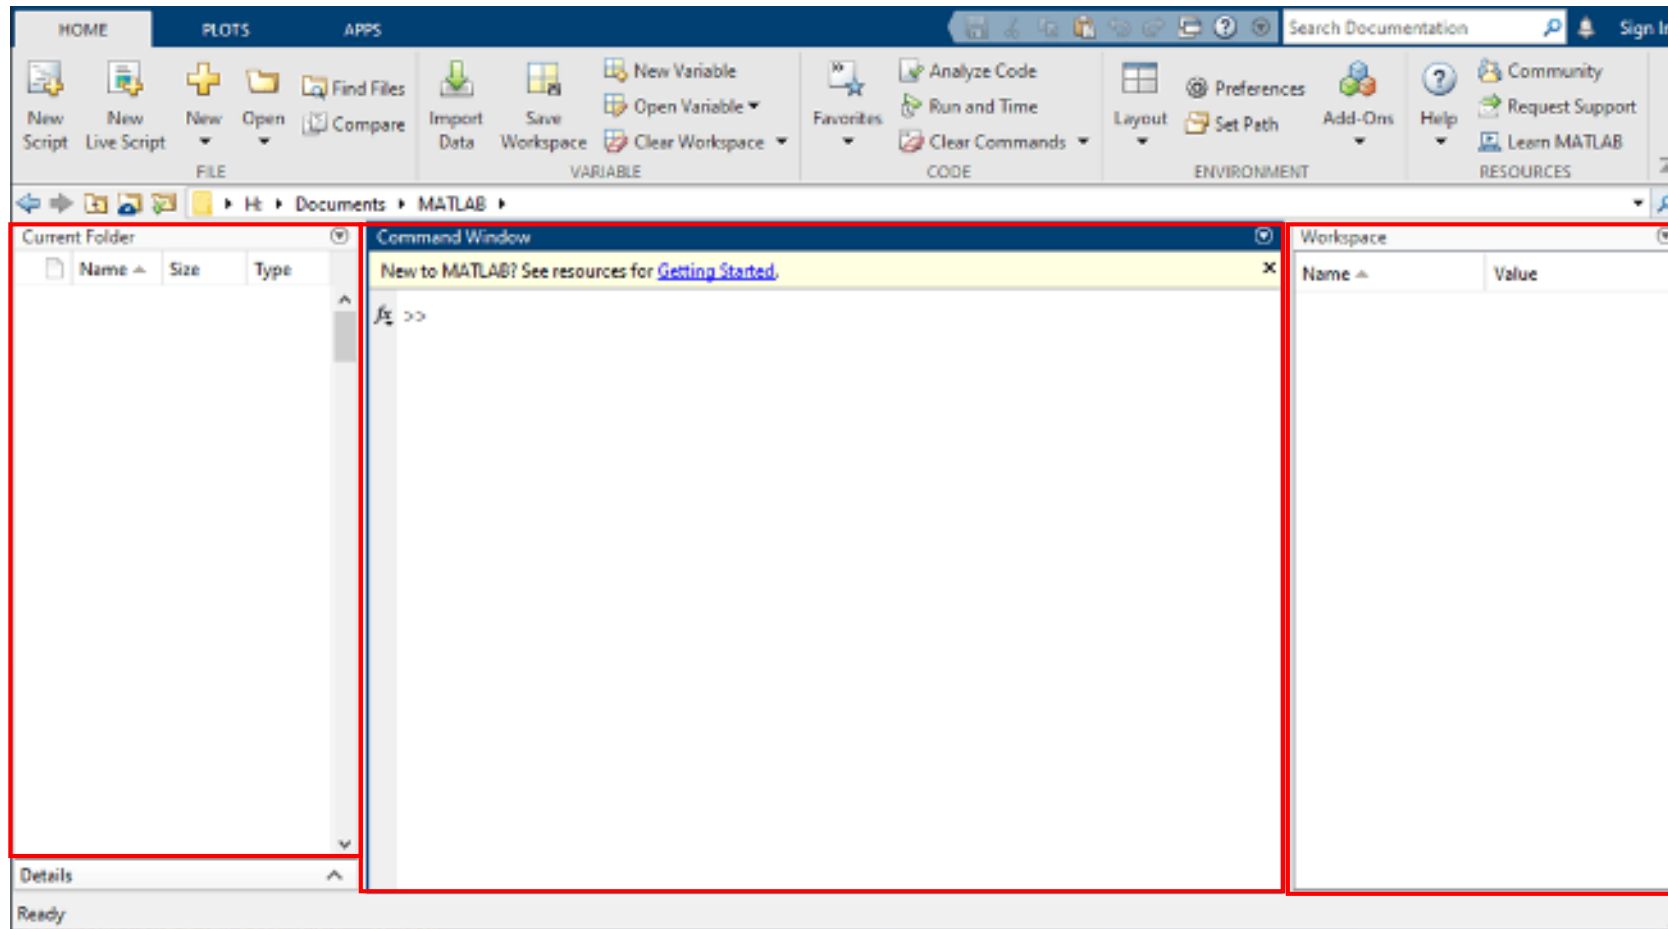 HOME PLOTS APPS Search Documentation Sign In
New Script New Live Script New Open Find Files Compare Import Data Save Workspace New Variable Open Variable Clear Workspace Favorites Analyze Code Run and Time Clear Commands Layout Preferences Set Path Add-Ons Help Community Request Support Learn MATLAB
FILE VARIABLE CODE ENVIRONMENT RESOURCES
H: Documents MATLAB
Current Folder
Name Size Type
Command Window
New to MATLAB? See resources for Getting Started.
fx >>
Workspace
Name Value
Details
Ready